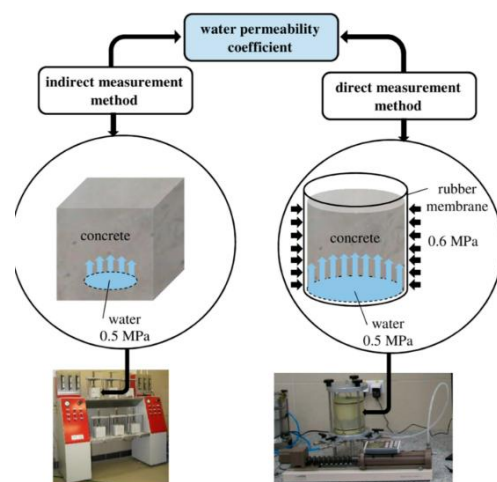 water permeability
coefficient
indirect measurement
method
direct measurement
method
concrete
water
0.5 MPa
rubber
membrane
0.6 MPa
concrete
water
0.5 MPa